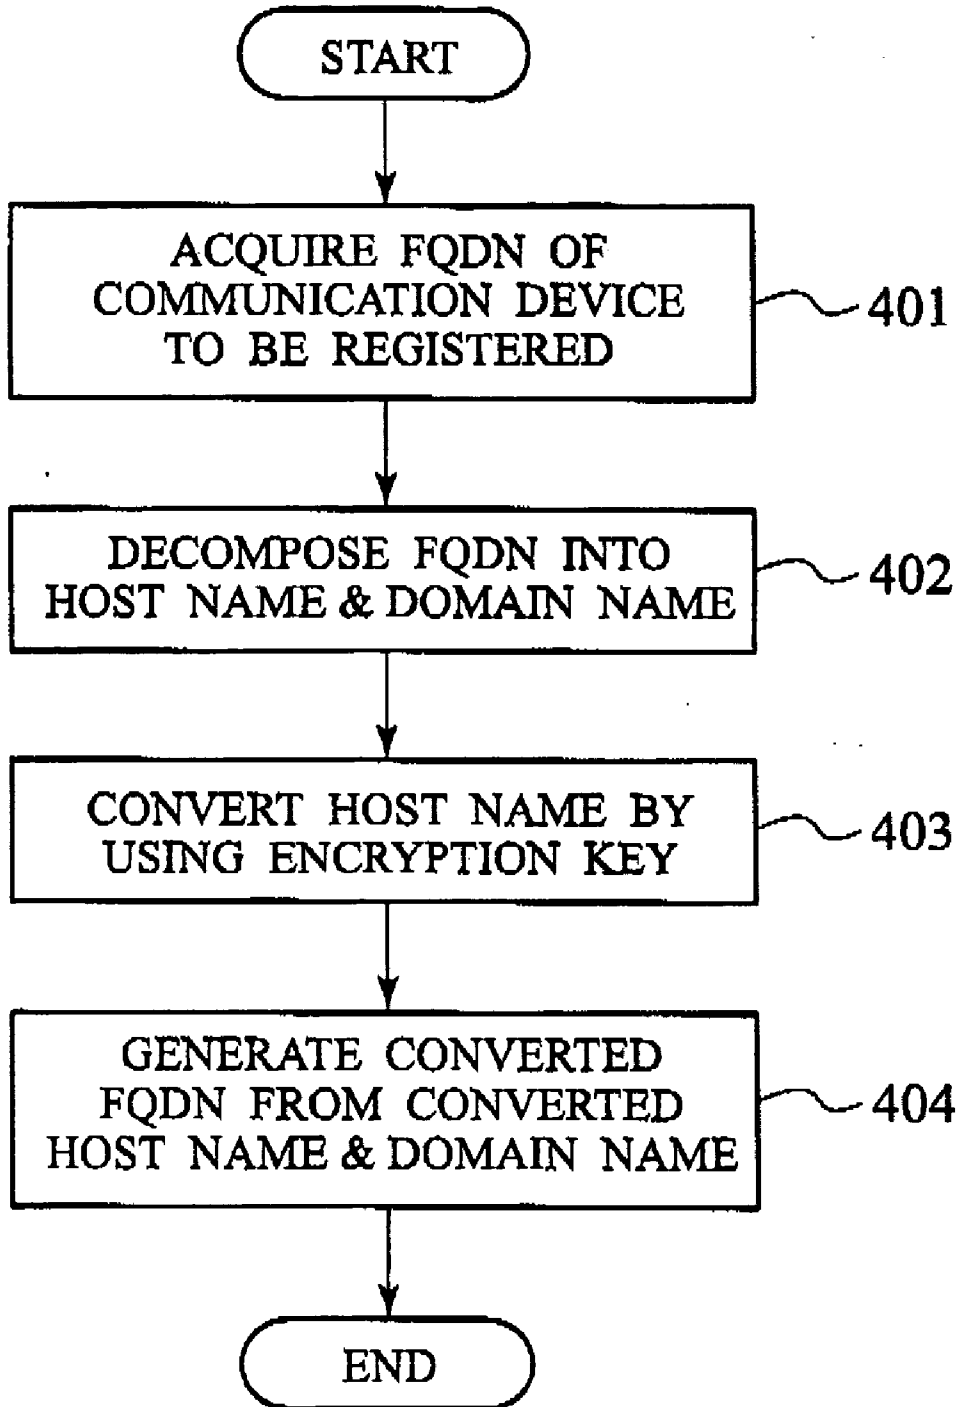 START
ACQUIRE FQDN OF
COMMUNICATION DEVICE
TO BE REGISTERED
401
DECOMPOSE FQDN INTO
HOST NAME & DOMAIN NAME
402
CONVERT HOST NAME BY
USING ENCRYPTION KEY
403
GENERATE CONVERTED
FQDN FROM CONVERTED
HOST NAME & DOMAIN NAME
404
END